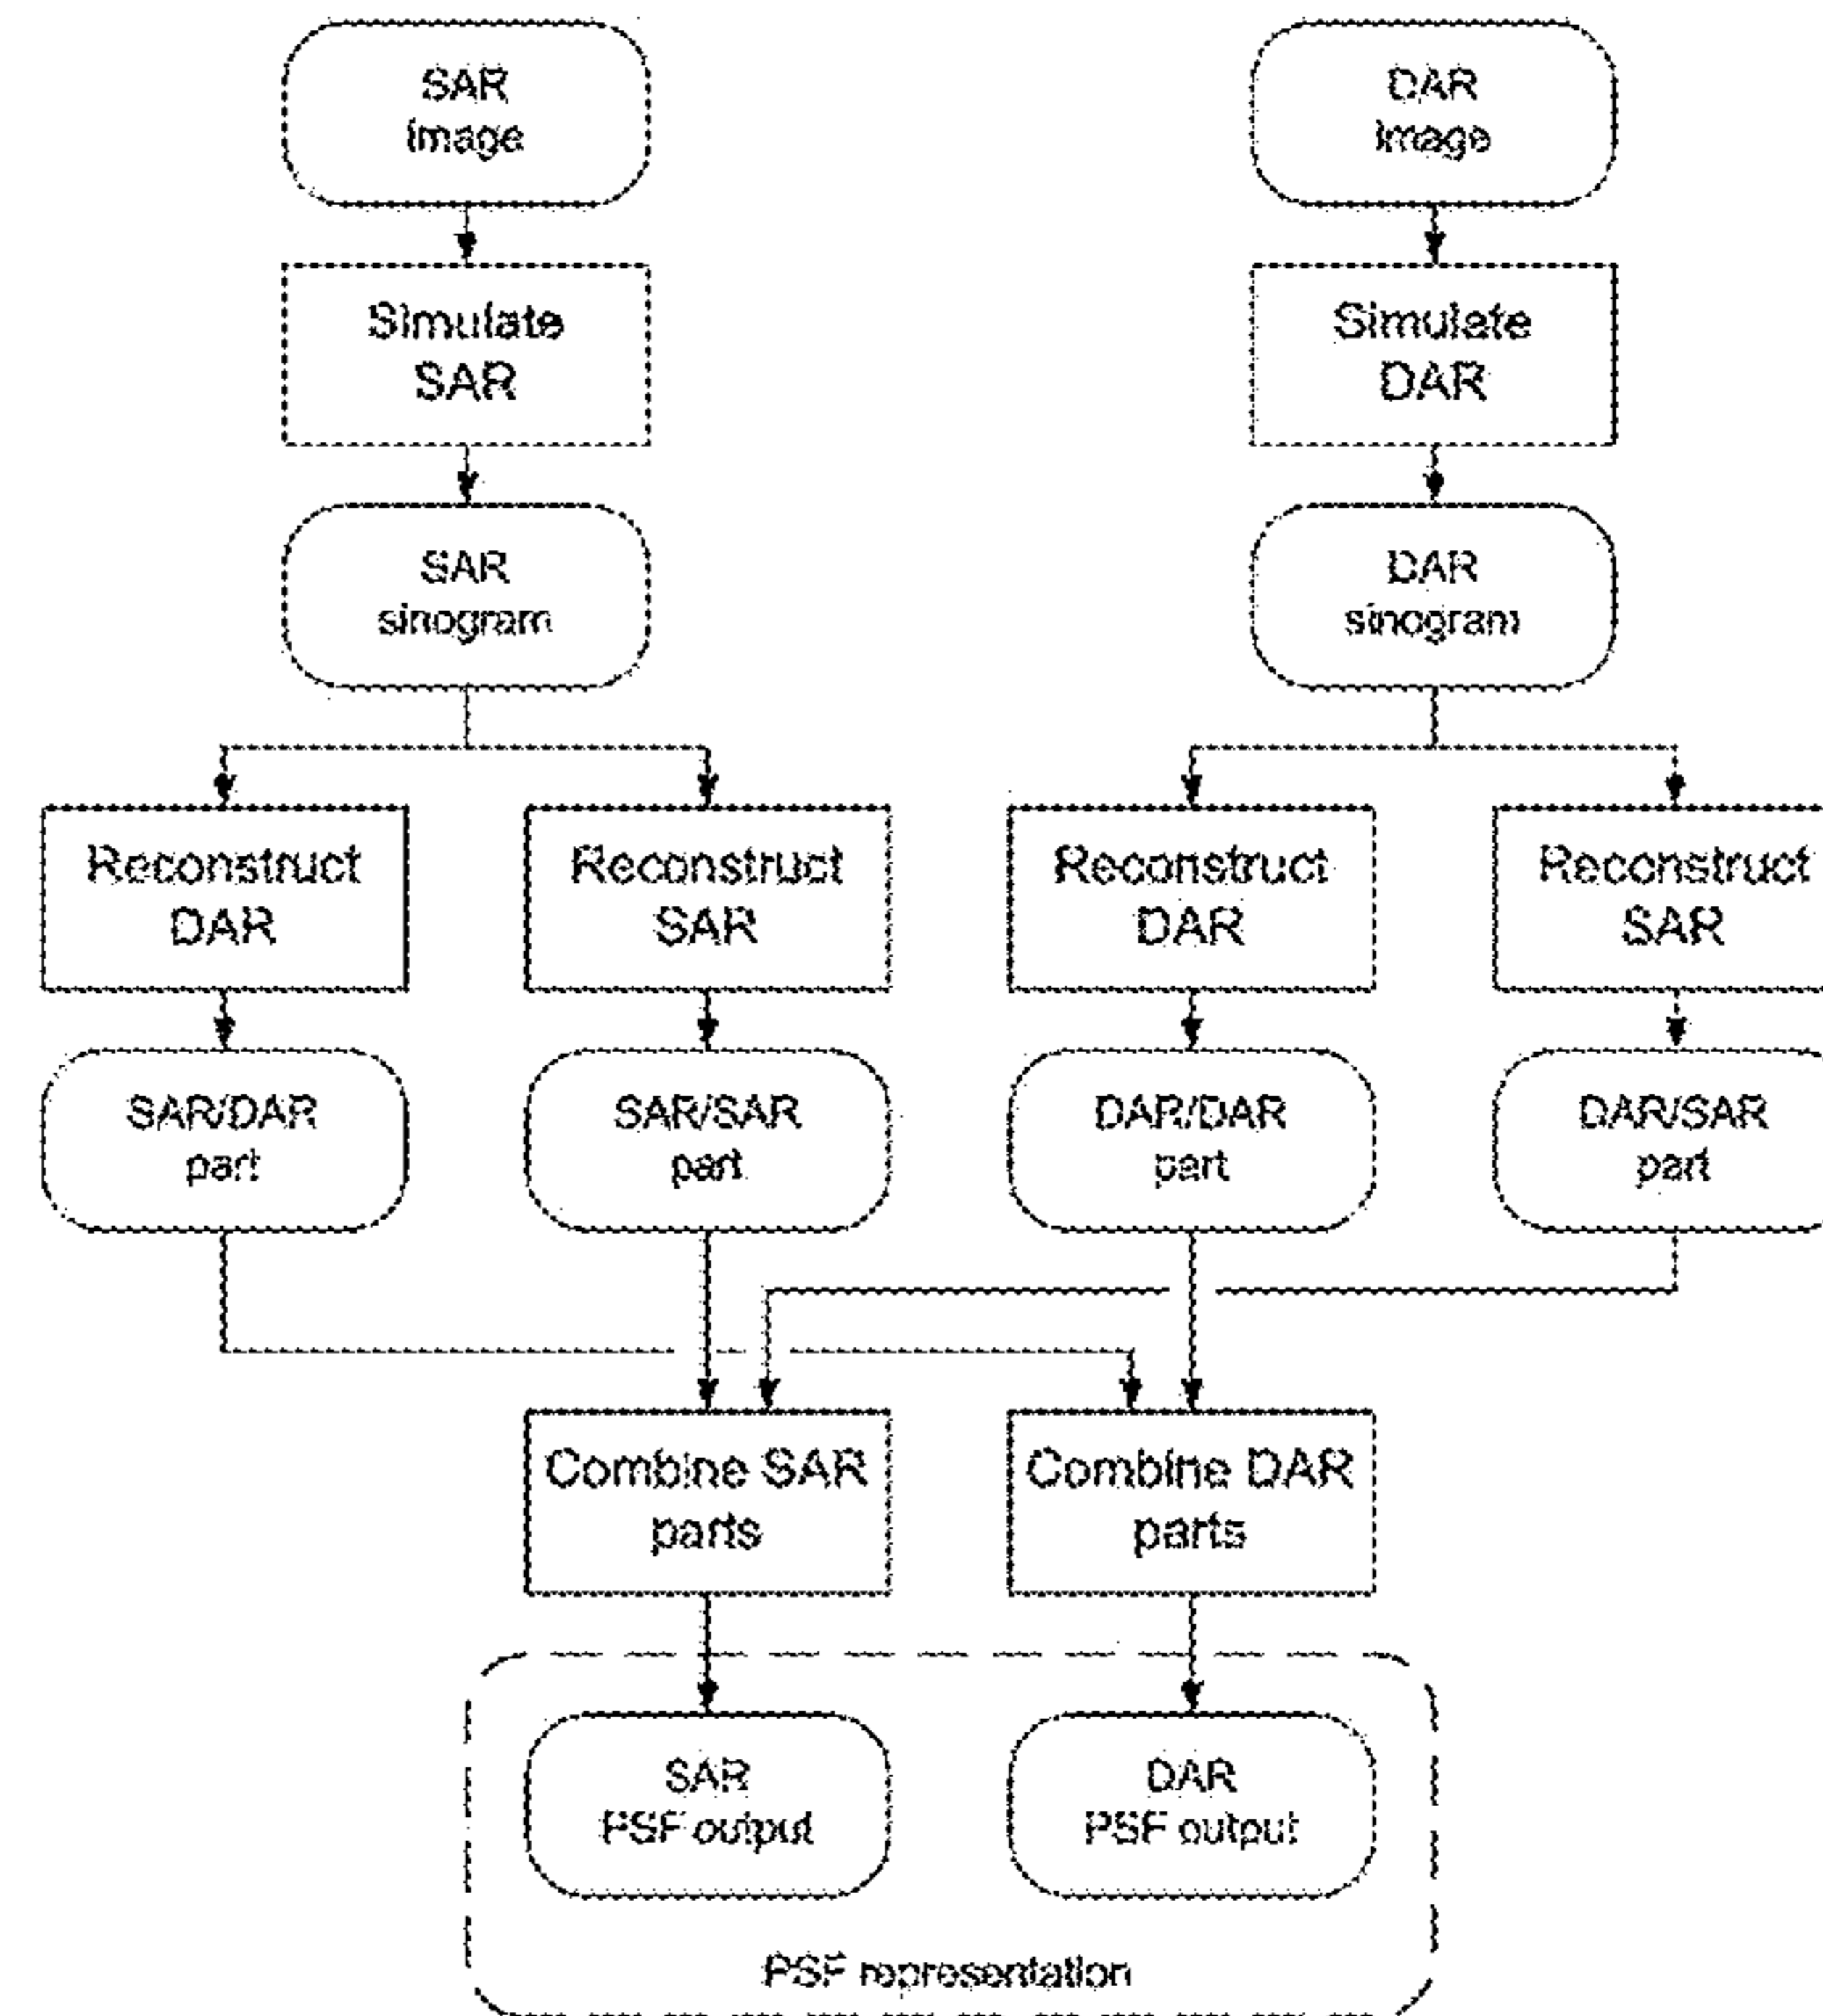 SAR
image
DAR
image
Simulate
SAR
Simulate
DAR
SAR
sinogram
DAR
sinogram
Reconstruct
DAR
Reconstruct
SAR
Reconstruct
DAR
Reconstruct
SAR
SAR/DAR
part
SAR/SAR
part
DAR/DAR
part
DAR/SAR
part
Combine SAR
parts
Combine DAR
parts
SAR
PSF output
DAR
PSF output
PSF representation